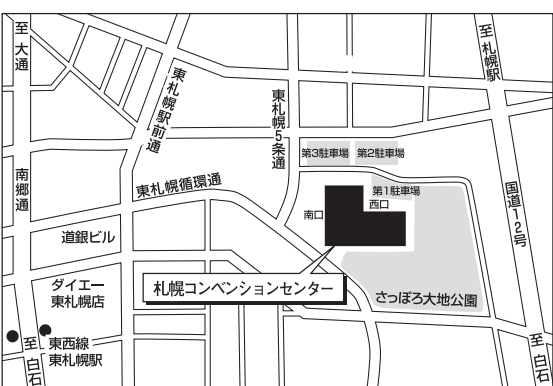 至大通
至札幌駅
東札幌駅前通
東札幌5条通
第3駐車場
第2駐車場
南郷通
東札幌循環通
第1駐車場
西口
南口
国道12号
道銀ビル
札幌コンベンションセンター
さっぽろ大地公園
ダイエー
東札幌店
東西線
東札幌駅
至白石
至白石